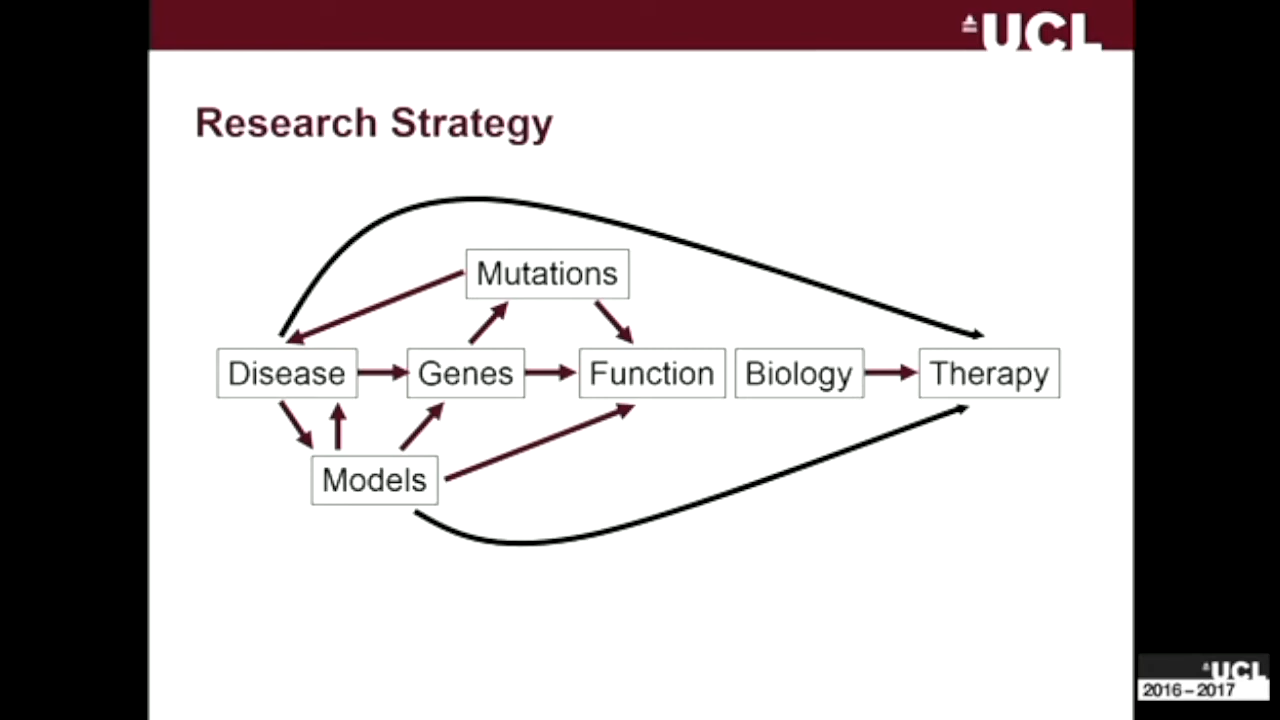 UCL
Research Strategy
Mutations
Disease
Genes
Function
Biology
Therapy
Models
UCL
2016 – 2017